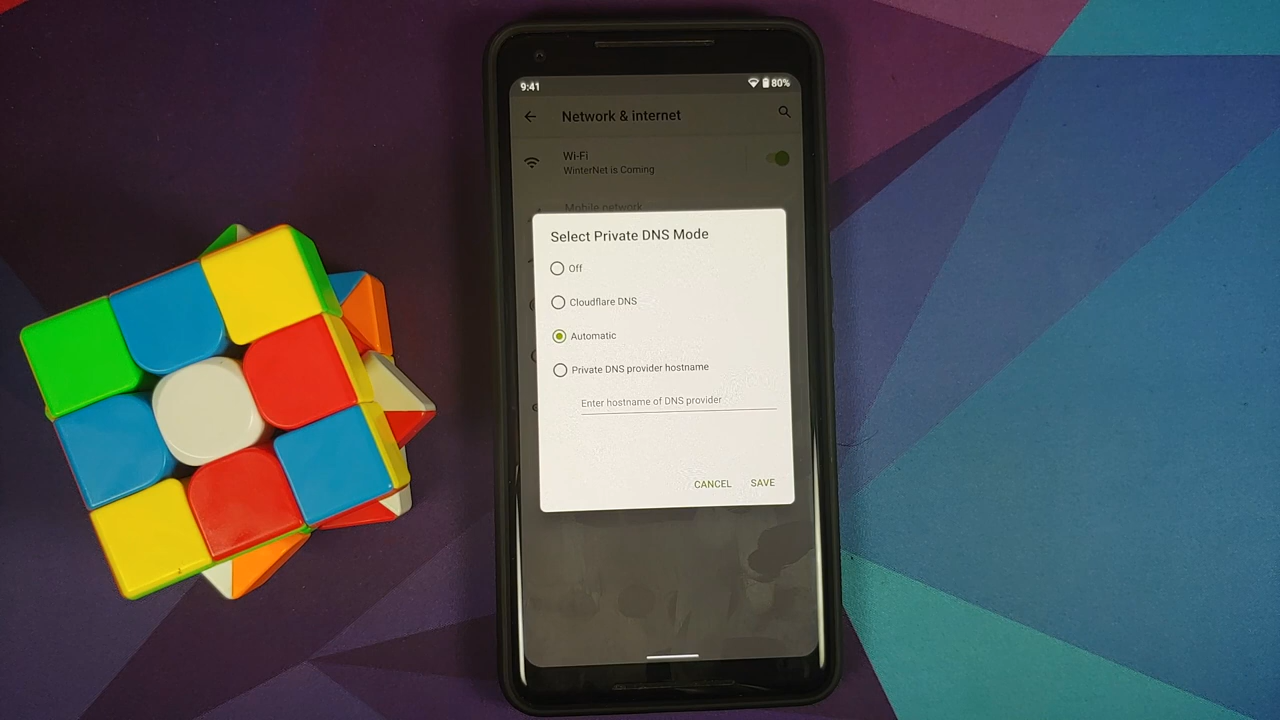 9:41
80%
Network & internet
Wi-Fi
WinterNet is Coming
Mobile network
Select Private DNS Mode
Off
Cloudflare DNS
Automatic
Private DNS provider hostname
Enter hostname of DNS provider
CANCEL SAVE